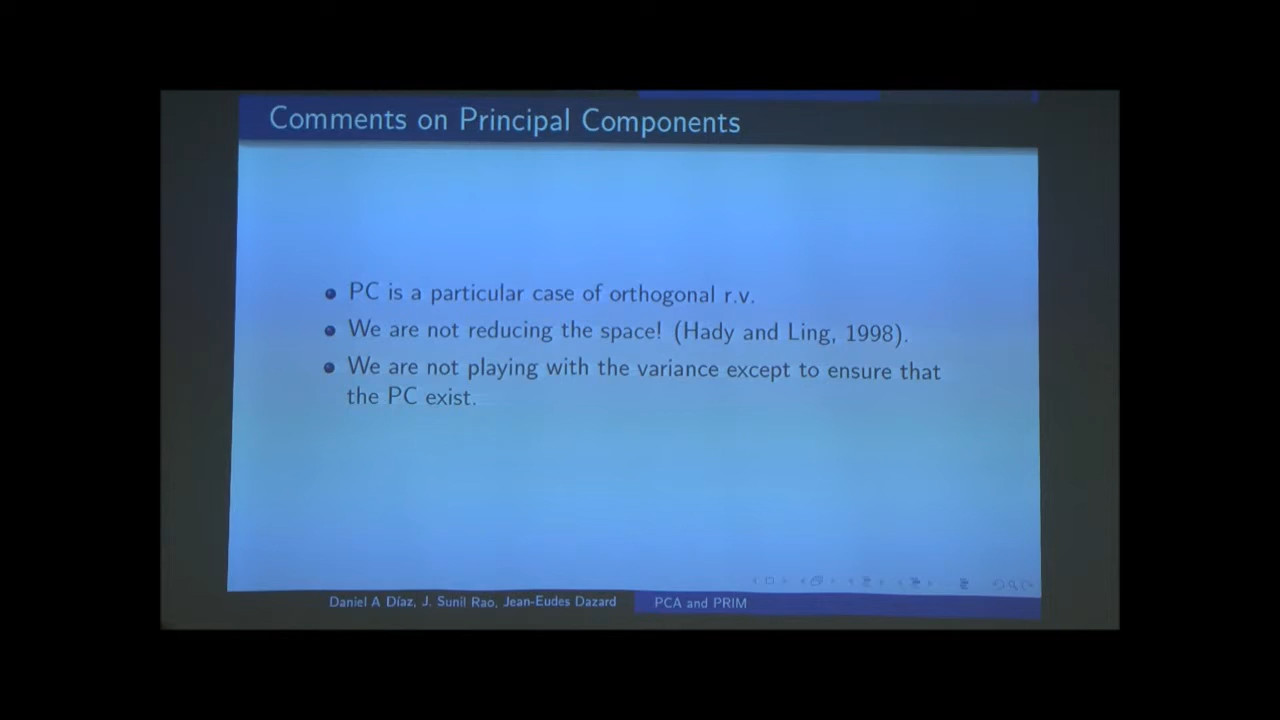 Comments on Principal Components
PC is a particular case of orthogonal r.v.
We are not reducing the space! (Hady and Ling, 1998).
We are not playing with the variance except to ensure that
the PC exist.
Daniel A Díaz, J. Sunil Rao, Jean-Eudes Dazard
PCA and PRIM